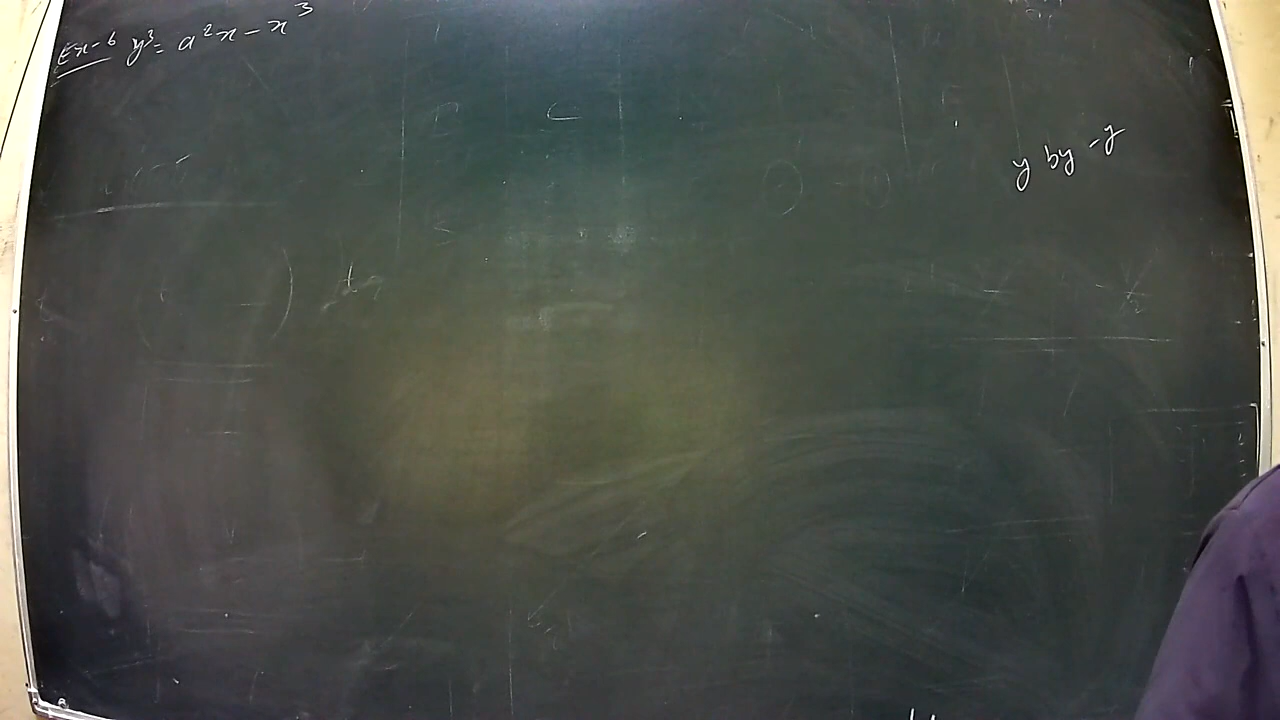 Ex-6 y³ = a²x - x³
y by -y